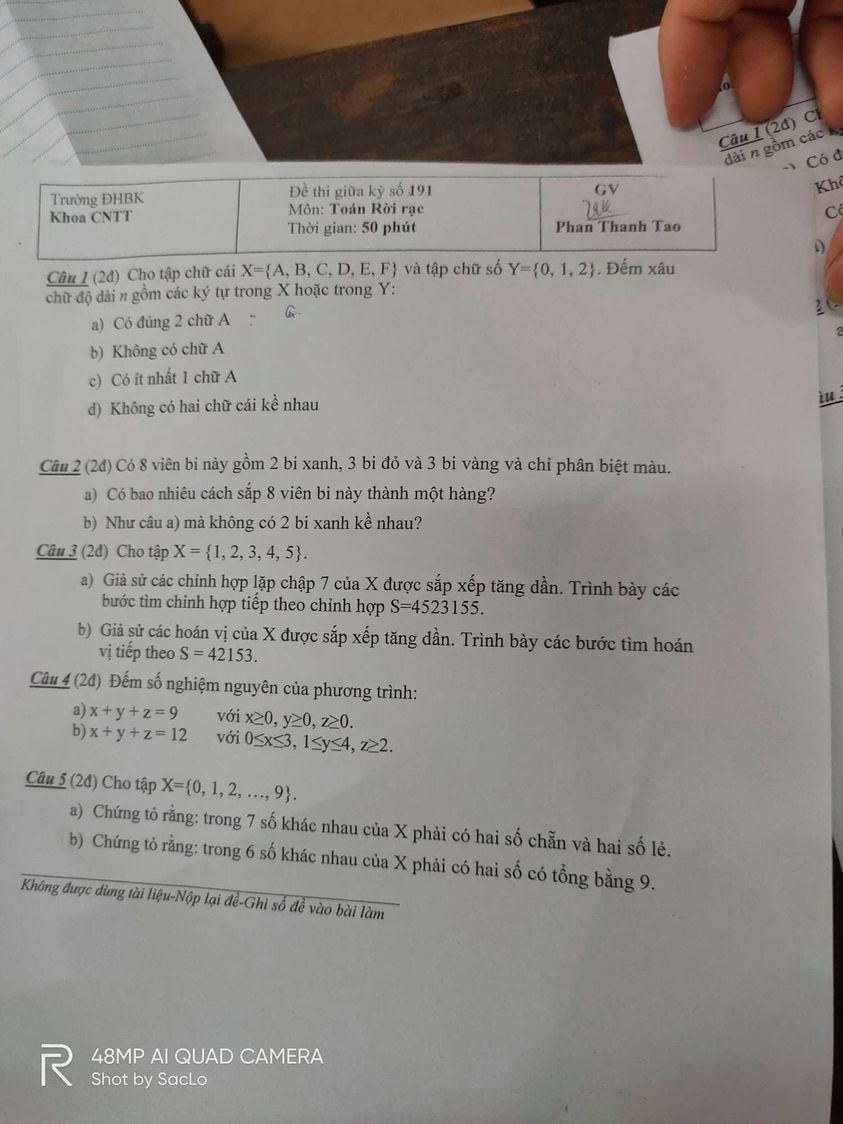 Trường ĐHBK
Khoa CNTT
Đề thi giữa kỳ số 191
Môn: Toán Rời rạc
Thời gian: 50 phút
GV
Phan Thanh Tao
Câu 1 (2đ) Cho tập chữ cái X={A, B, C, D, E, F} và tập chữ số Y={0, 1, 2}. Đếm xâu
chữ độ dài n gồm các ký tự trong X hoặc trong Y:
a) Có đúng 2 chữ A
b) Không có chữ A
c) Có ít nhất 1 chữ A
d) Không có hai chữ cái kề nhau
Câu 2 (2đ) Có 8 viên bi này gồm 2 bi xanh, 3 bi đỏ và 3 bi vàng và chỉ phân biệt màu.
a) Có bao nhiêu cách sắp 8 viên bi này thành một hàng?
b) Như câu a) mà không có 2 bi xanh kề nhau?
Câu 3 (2đ) Cho tập X = {1, 2, 3, 4, 5}.
a) Giả sử các chỉnh hợp lặp chập 7 của X được sắp xếp tăng dần. Trình bày các
bước tìm chỉnh hợp tiếp theo chỉnh hợp S=4523155.
b) Giả sử các hoán vị của X được sắp xếp tăng dần. Trình bày các bước tìm hoán
vị tiếp theo S = 42153.
Câu 4 (2đ) Đếm số nghiệm nguyên của phương trình:
a) x + y + z = 9 với x≥0, y≥0, z≥0.
b) x + y + z = 12 với 0≤x≤3, 1≤y≤4, z≥2.
Câu 5 (2đ) Cho tập X={0, 1, 2, ..., 9}.
a) Chứng tỏ rằng: trong 7 số khác nhau của X phải có hai số chẵn và hai số lẻ.
b) Chứng tỏ rằng: trong 6 số khác nhau của X phải có hai số có tổng bằng 9.
Không được dùng tài liệu-Nộp lại đề-Ghi số đề vào bài làm
Câu 1 (2đ)
dài n gồm các
Có đ
48MP AI QUAD CAMERA
Shot by SacLo